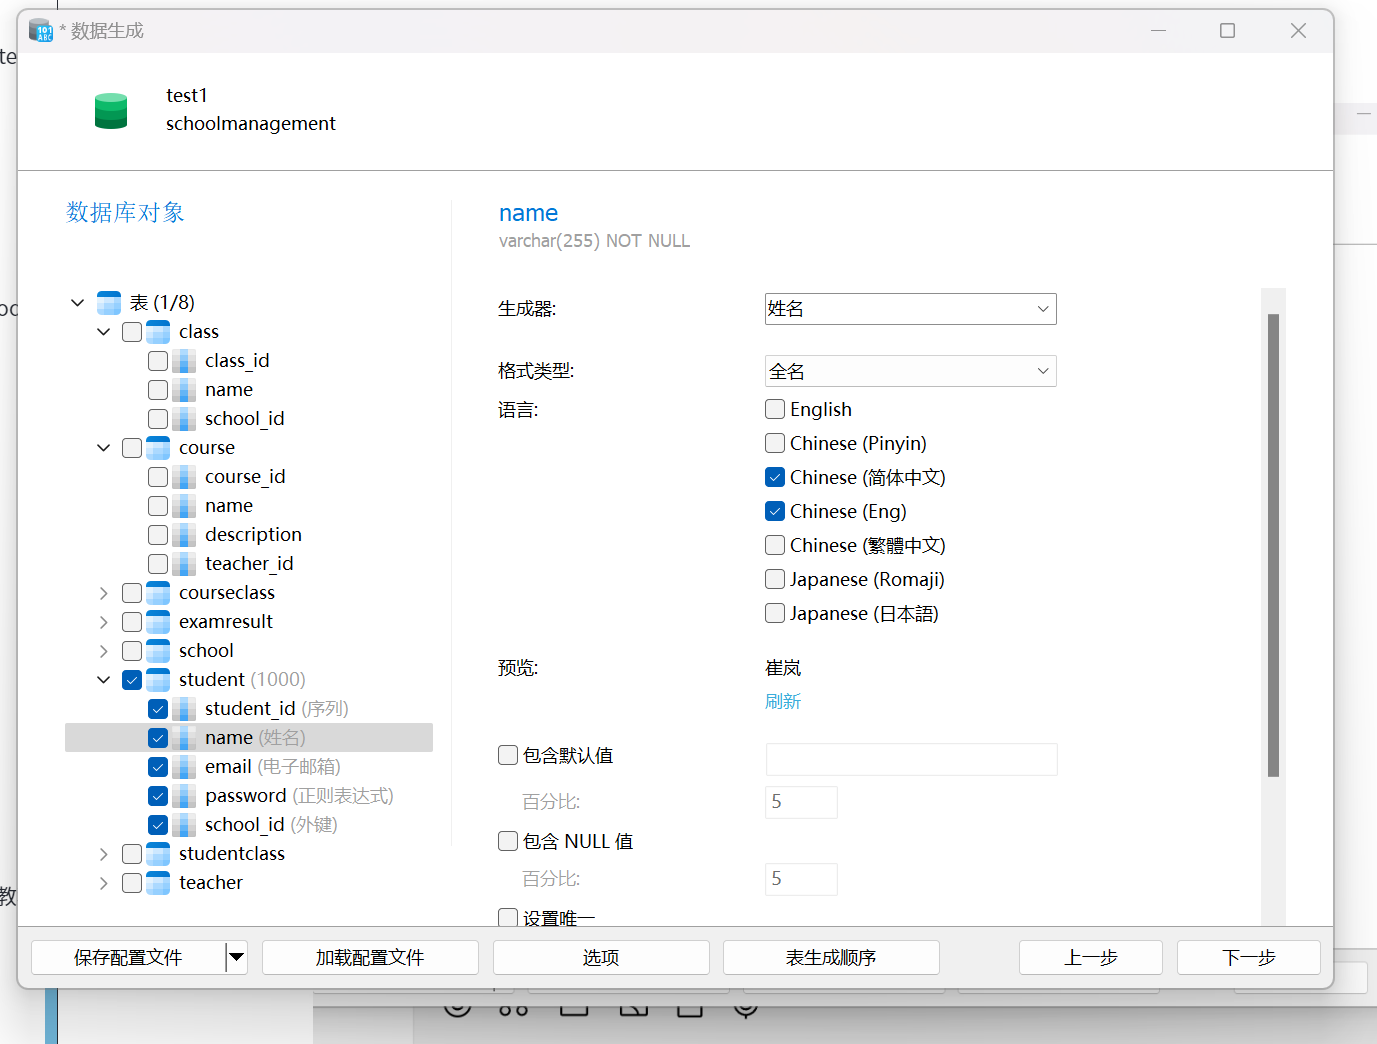 * 数据生成
test1
schoolmanagement
数据库对象
表 (1/8)
class
class_id
name
school_id
course
course_id
name
description
teacher_id
courseclass
examresult
school
student (1000)
student_id (序列)
name (姓名)
email (电子邮箱)
password (正则表达式)
school_id (外键)
studentclass
teacher
name
varchar(255) NOT NULL
生成器:
姓名
格式类型:
全名
语言:
English
Chinese (Pinyin)
Chinese (简体中文)
Chinese (Eng)
Chinese (繁體中文)
Japanese (Romaji)
Japanese (日本語)
预览:
崔岚
刷新
包含默认值
百分比:
5
包含 NULL 值
百分比:
5
设置唯一
保存配置文件
加载配置文件
选项
表生成顺序
上一步
下一步
te
教